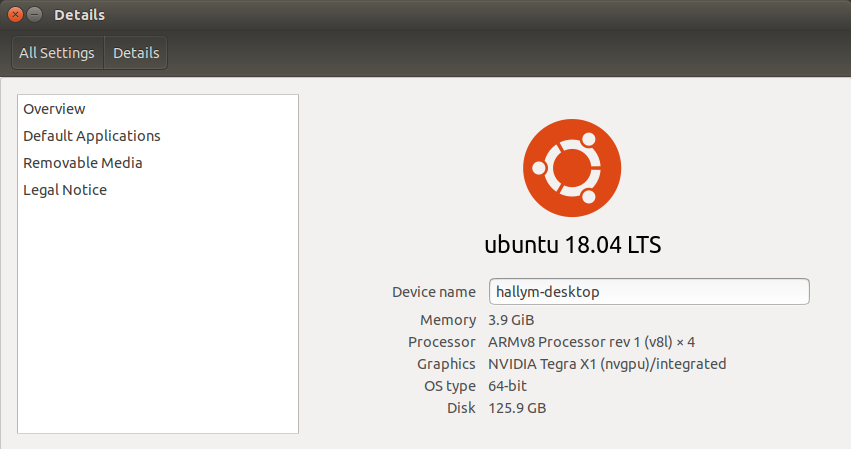 Details
All Settings Details
Overview
Default Applications
Removable Media
Legal Notice
ubuntu 18.04 LTS
Device name hallym-desktop
Memory 3.9 GiB
Processor ARMv8 Processor rev 1 (v8l) × 4
Graphics NVIDIA Tegra X1 (nvgpu)/integrated
OS type 64-bit
Disk 125.9 GB